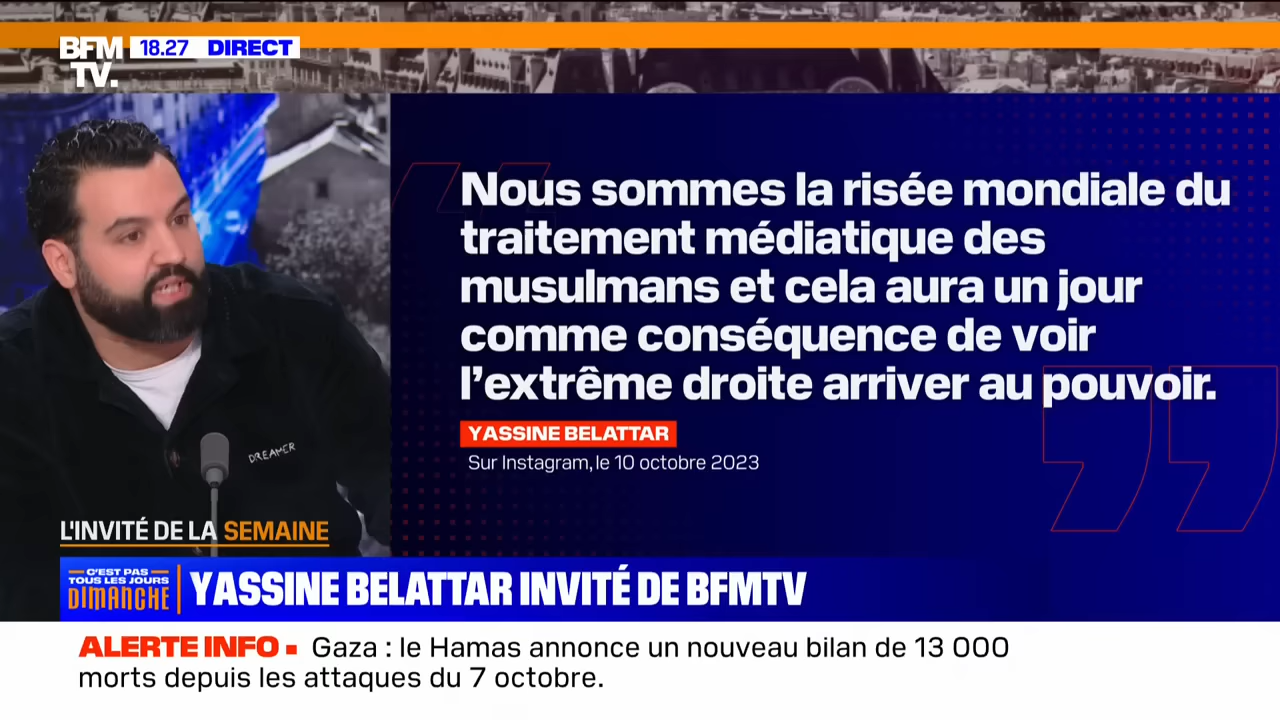 BFM
TV.
18.27 DIRECT
Nous sommes la risée mondiale du
traitement médiatique des
musulmans et cela aura un jour
comme conséquence de voir
l’extrême droite arriver au pouvoir.
YASSINE BELATTAR
Sur Instagram, le 10 octobre 2023
DREAMER
L'INVITÉ DE LA SEMAINE
C'EST PAS
TOUS LES JOURS
DIMANCHE
YASSINE BELATTAR INVITÉ DE BFMTV
ALERTE INFO ▪ Gaza : le Hamas annonce un nouveau bilan de 13 000
morts depuis les attaques du 7 octobre.